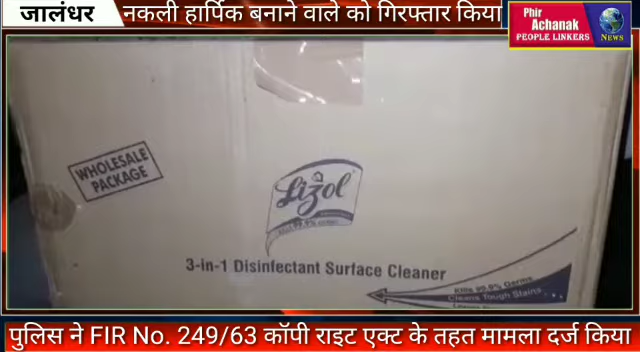 जालंधर
नकली हार्पिक बनाने वाले को गिरफ्तार किया
Phir
Achanak
PEOPLE LINKERS
NEWS
WHOLESALE
PACKAGE
Lizol
3-in-1 Disinfectant Surface Cleaner
Kills 99.9% Germs
Cleans Tough Stains
पुलिस ने FIR No. 249/63 कॉपी राइट एक्ट के तहत मामला दर्ज किया